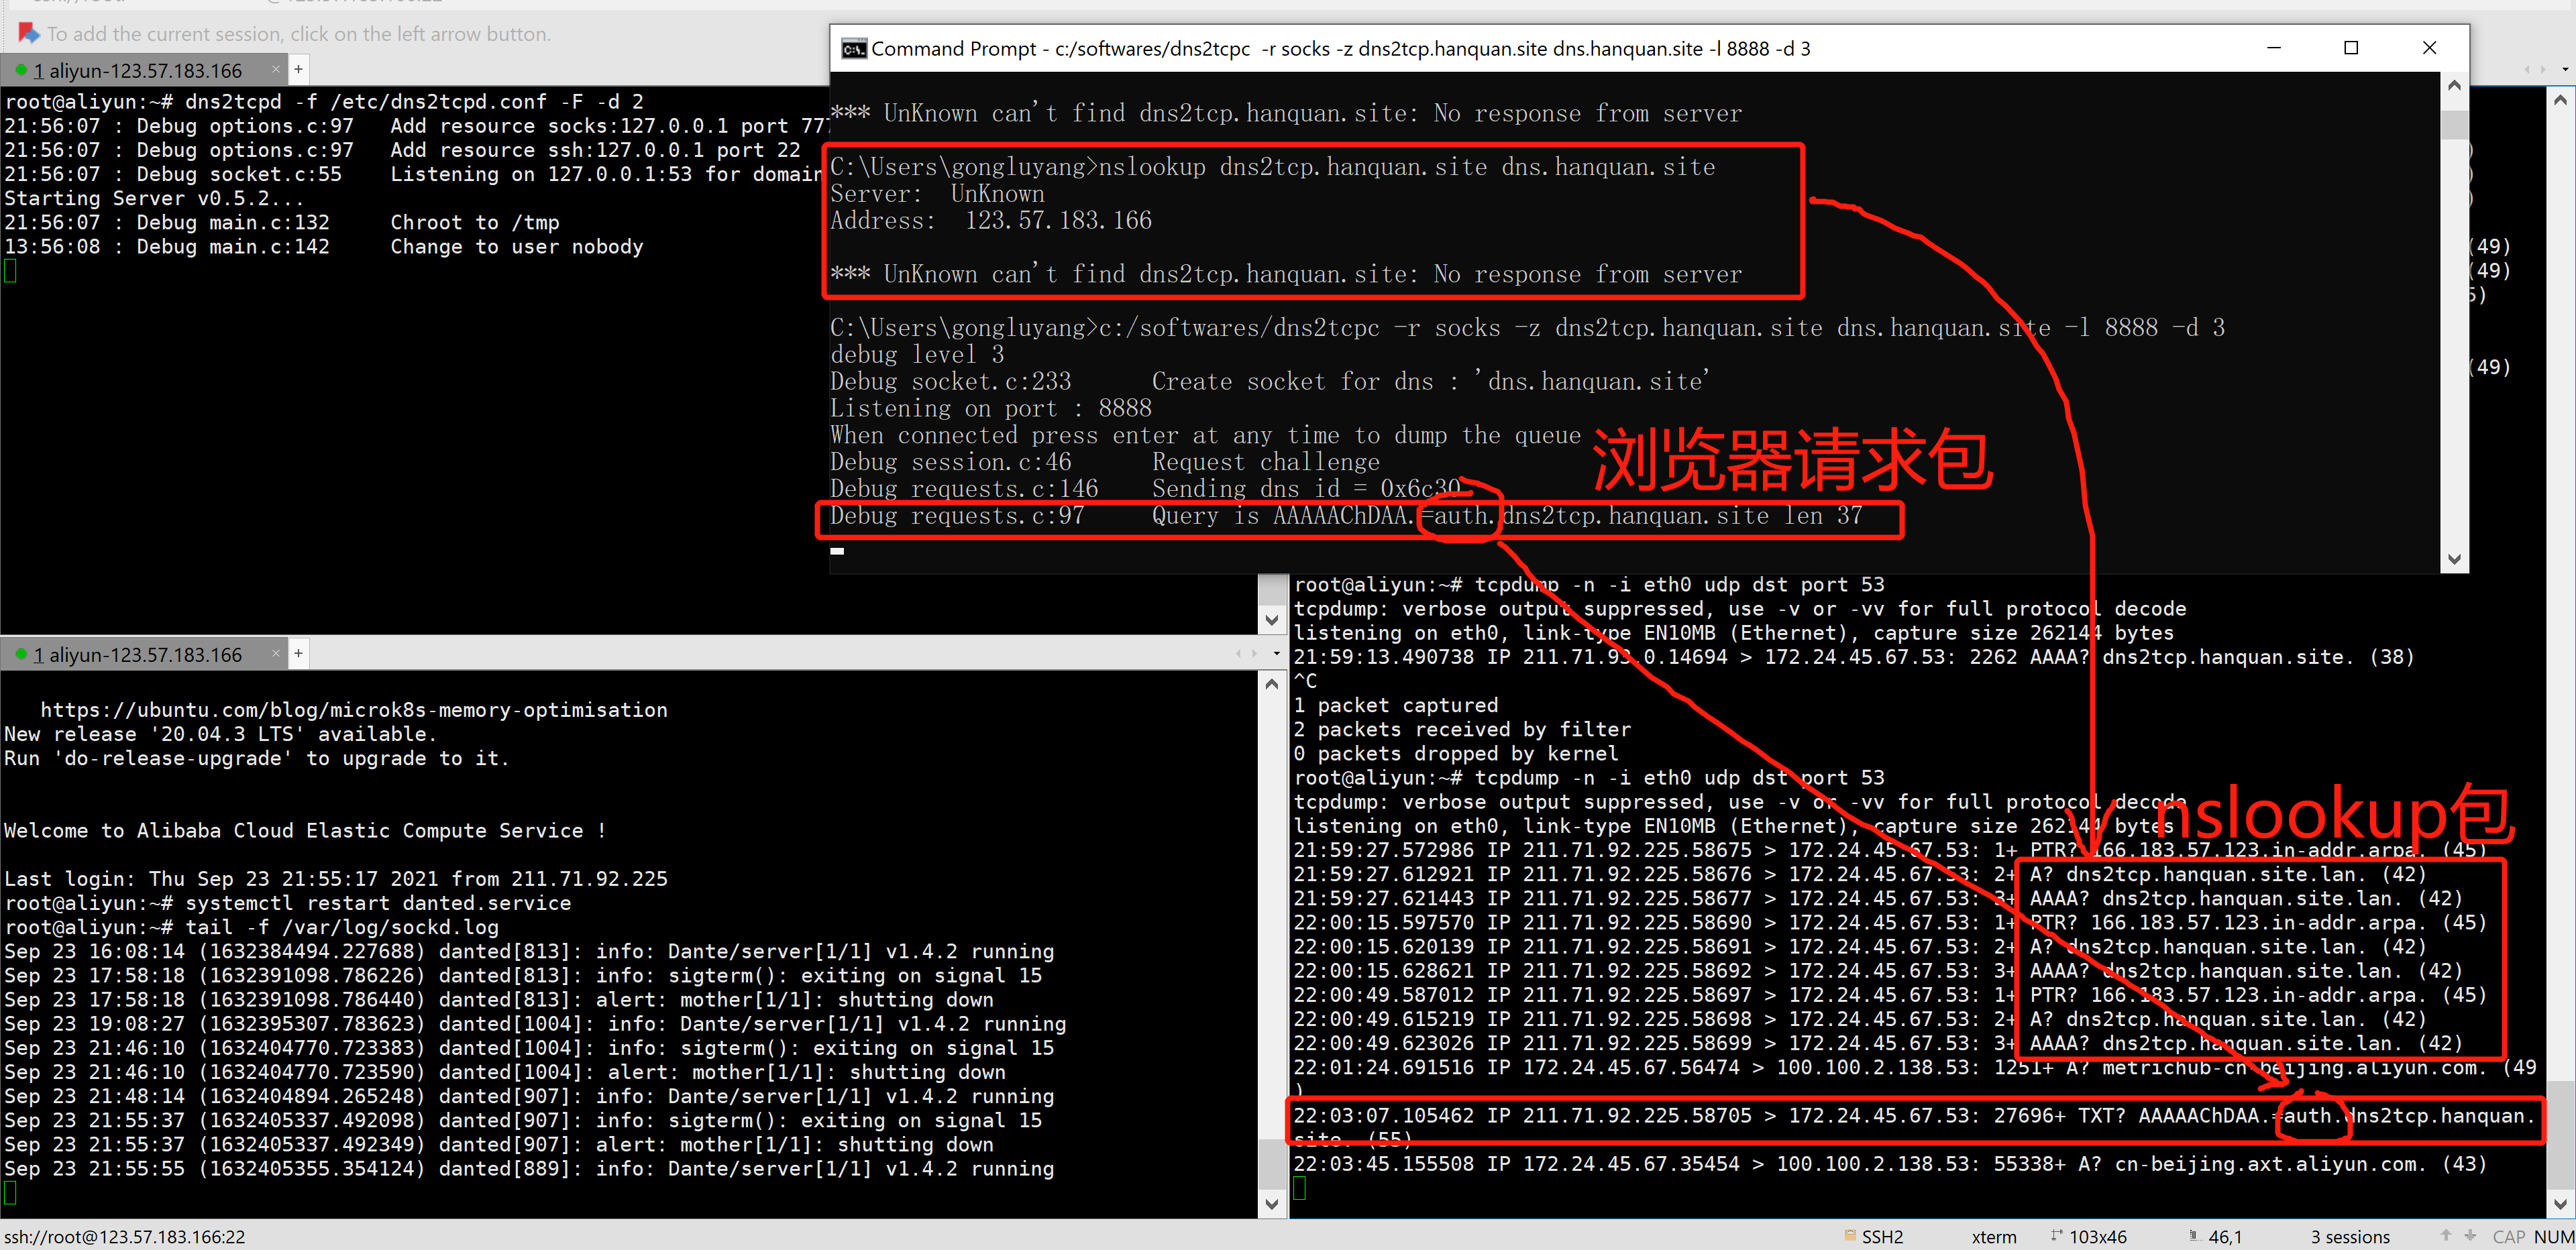 To add the current session, click on the left arrow button.
1 aliyun-123.57.183.166
root@aliyun:~# dns2tcpd -f /etc/dns2tcpd.conf -F -d 2
21:56:07 : Debug options.c:97   Add resource socks:127.0.0.1 port 777
21:56:07 : Debug options.c:97   Add resource ssh:127.0.0.1 port 22
21:56:07 : Debug socket.c:55    Listening on 127.0.0.1:53 for domain
Starting Server v0.5.2...
21:56:07 : Debug main.c:132     Chroot to /tmp
13:56:08 : Debug main.c:142     Change to user nobody
Command Prompt - c:/softwares/dns2tcpc  -r socks -z dns2tcp.hanquan.site dns.hanquan.site -l 8888 -d 3
*** UnKnown can't find dns2tcp.hanquan.site: No response from server
C:\Users\gongluyang>nslookup dns2tcp.hanquan.site dns.hanquan.site
Server:  UnKnown
Address:  123.57.183.166
*** UnKnown can't find dns2tcp.hanquan.site: No response from server
C:\Users\gongluyang>c:/softwares/dns2tcpc -r socks -z dns2tcp.hanquan.site dns.hanquan.site -l 8888 -d 3
debug level 3
Debug socket.c:233      Create socket for dns : 'dns.hanquan.site'
Listening on port : 8888
When connected press enter at any time to dump the queue
Debug session.c:46      Request challenge
Debug requests.c:146    Sending dns id = 0x6c30
浏览器请求包
Debug requests.c:97     Query is AAAAAChDAA.=auth.dns2tcp.hanquan.site len 37
(49)
(49)
5)
(49)
1 aliyun-123.57.183.166
https://ubuntu.com/blog/microk8s-memory-optimisation
New release '20.04.3 LTS' available.
Run 'do-release-upgrade' to upgrade to it.
Welcome to Alibaba Cloud Elastic Compute Service !
Last login: Thu Sep 23 21:55:17 2021 from 211.71.92.225
root@aliyun:~# systemctl restart danted.service
root@aliyun:~# tail -f /var/log/sockd.log
Sep 23 16:08:14 (1632384494.227688) danted[813]: info: Dante/server[1/1] v1.4.2 running
Sep 23 17:58:18 (1632391098.786226) danted[813]: info: sigterm(): exiting on signal 15
Sep 23 17:58:18 (1632391098.786440) danted[813]: alert: mother[1/1]: shutting down
Sep 23 19:08:27 (1632395307.783623) danted[1004]: info: Dante/server[1/1] v1.4.2 running
Sep 23 21:46:10 (1632404770.723383) danted[1004]: info: sigterm(): exiting on signal 15
Sep 23 21:46:10 (1632404770.723590) danted[1004]: alert: mother[1/1]: shutting down
Sep 23 21:48:14 (1632404894.265248) danted[907]: info: Dante/server[1/1] v1.4.2 running
Sep 23 21:55:37 (1632405337.492098) danted[907]: info: sigterm(): exiting on signal 15
Sep 23 21:55:37 (1632405337.492349) danted[907]: alert: mother[1/1]: shutting down
Sep 23 21:55:55 (1632405355.354124) danted[889]: info: Dante/server[1/1] v1.4.2 running
root@aliyun:~# tcpdump -n -i eth0 udp dst port 53
tcpdump: verbose output suppressed, use -v or -vv for full protocol decode
listening on eth0, link-type EN10MB (Ethernet), capture size 262144 bytes
21:59:13.490738 IP 211.71.93.0.14694 > 172.24.45.67.53: 2262 AAAA? dns2tcp.hanquan.site. (38)
^C
1 packet captured
2 packets received by filter
0 packets dropped by kernel
root@aliyun:~# tcpdump -n -i eth0 udp dst port 53
tcpdump: verbose output suppressed, use -v or -vv for full protocol decode
listening on eth0, link-type EN10MB (Ethernet), capture size 262144 bytes
nslookup包
21:59:27.572986 IP 211.71.92.225.58675 > 172.24.45.67.53: 1+ PTR? 166.183.57.123.in-addr.arpa. (45)
21:59:27.612921 IP 211.71.92.225.58676 > 172.24.45.67.53: 2+ A? dns2tcp.hanquan.site.lan. (42)
21:59:27.621443 IP 211.71.92.225.58677 > 172.24.45.67.53: 3+ AAAA? dns2tcp.hanquan.site.lan. (42)
22:00:15.597570 IP 211.71.92.225.58690 > 172.24.45.67.53: 1+ PTR? 166.183.57.123.in-addr.arpa. (45)
22:00:15.620139 IP 211.71.92.225.58691 > 172.24.45.67.53: 2+ A? dns2tcp.hanquan.site.lan. (42)
22:00:15.628621 IP 211.71.92.225.58692 > 172.24.45.67.53: 3+ AAAA? dns2tcp.hanquan.site.lan. (42)
22:00:49.587012 IP 211.71.92.225.58697 > 172.24.45.67.53: 1+ PTR? 166.183.57.123.in-addr.arpa. (45)
22:00:49.615219 IP 211.71.92.225.58698 > 172.24.45.67.53: 2+ A? dns2tcp.hanquan.site.lan. (42)
22:00:49.623026 IP 211.71.92.225.58699 > 172.24.45.67.53: 3+ AAAA? dns2tcp.hanquan.site.lan. (42)
22:01:24.691516 IP 172.24.45.67.56474 > 100.100.2.138.53: 1251+ A? metrichub-cn-beijing.aliyun.com. (49
)
22:03:07.105462 IP 211.71.92.225.58705 > 172.24.45.67.53: 27696+ TXT? AAAAAChDAA.=auth.dns2tcp.hanquan.
site. (55)
22:03:45.155508 IP 172.24.45.67.35454 > 100.100.2.138.53: 55338+ A? cn-beijing.axt.aliyun.com. (43)
ssh://root@123.57.183.166:22
SSH2
xterm
103x46
46,1
3 sessions
CAP NUM